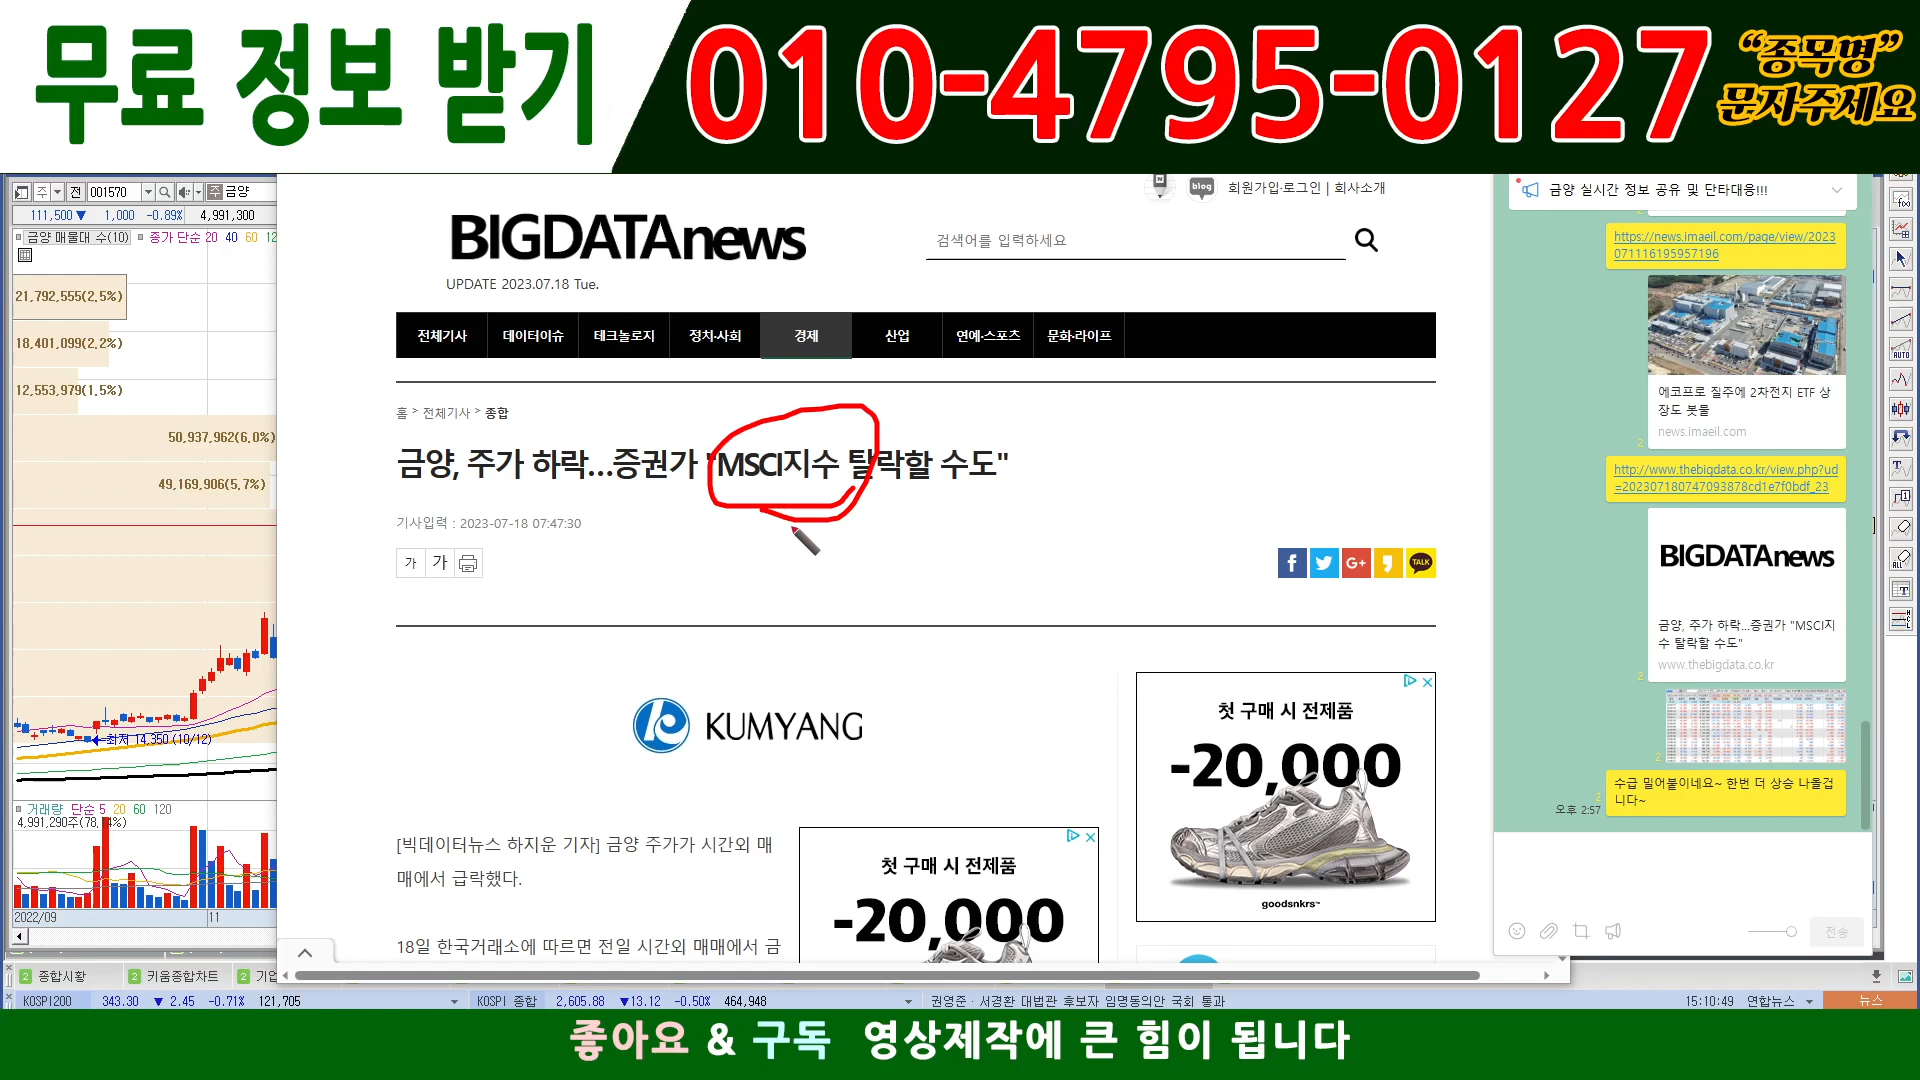 무료 정보 받기
010-4795-0127
“종목명”
문자주세요
주
전
001570
주 금양
111,500 ▼ 1,000 -0.89% 4,991,300
금양 매물대 수(10) 종가 단순 20 40 60 12
21,792,555(2.5%)
18,401,099(2.2%)
12,553,979(1.5%)
50,937,962(6.0%)
49,169,906(5.7%)
최저 14,350 (10/12)
거래량 단순 5 20 60 120
2022/09
11
blog 회원가입·로그인 | 회사소개
BIGDATAnews
검색어를 입력하세요
UPDATE 2023.07.18 Tue.
전체기사 데이터이슈 테크놀로지 정치·사회 경제 산업 연예·스포츠 문화·라이프
홈 > 전체기사 > 종합
금양, 주가 하락...증권가 "MSCI지수 탈락할 수도"
기사입력 : 2023-07-18 07:47:30
가 가
f G+ TALK
KUMYANG
[빅데이터뉴스 하지운 기자] 금양 주가가 시간외 매
매에서 급락했다.
18일 한국거래소에 따르면 전일 시간외 매매에서 금
첫 구매 시 전제품
-20,000
첫 구매 시 전제품
-20,000
goodsnkrs
금양 실시간 정보 공유 및 단타대응!!!
https://news.imaeil.com/page/view/2023
071116195957196
에코프로 질주에 2차전지 ETF 상
장도 봇물
news.imaeil.com
2
http://www.thebigdata.co.kr/view.php?ud
=202307180747093878cd1e7f0bdf_23
BIGDATAnews
금양, 주가 하락...증권가 "MSCI지
수 탈락할 수도"
www.thebigdata.co.kr
2
2
수급 밀어붙이네요~ 한번 더 상승 나올겁
니다~
오후 2:57
전송
AUTO
ALL
2 종합시황 2 키움종합차트 2 기업
KOSPI200 343.30 ▼ 2.45 -0.71% 121,705
KOSPI 종합 2,605.88 ▼13.12 -0.50% 464,948
권영준·서경환 대법관 후보자 임명동의안 국회 통과
15:10:49 연합뉴스 뉴스
좋아요 & 구독 영상제작에 큰 힘이 됩니다